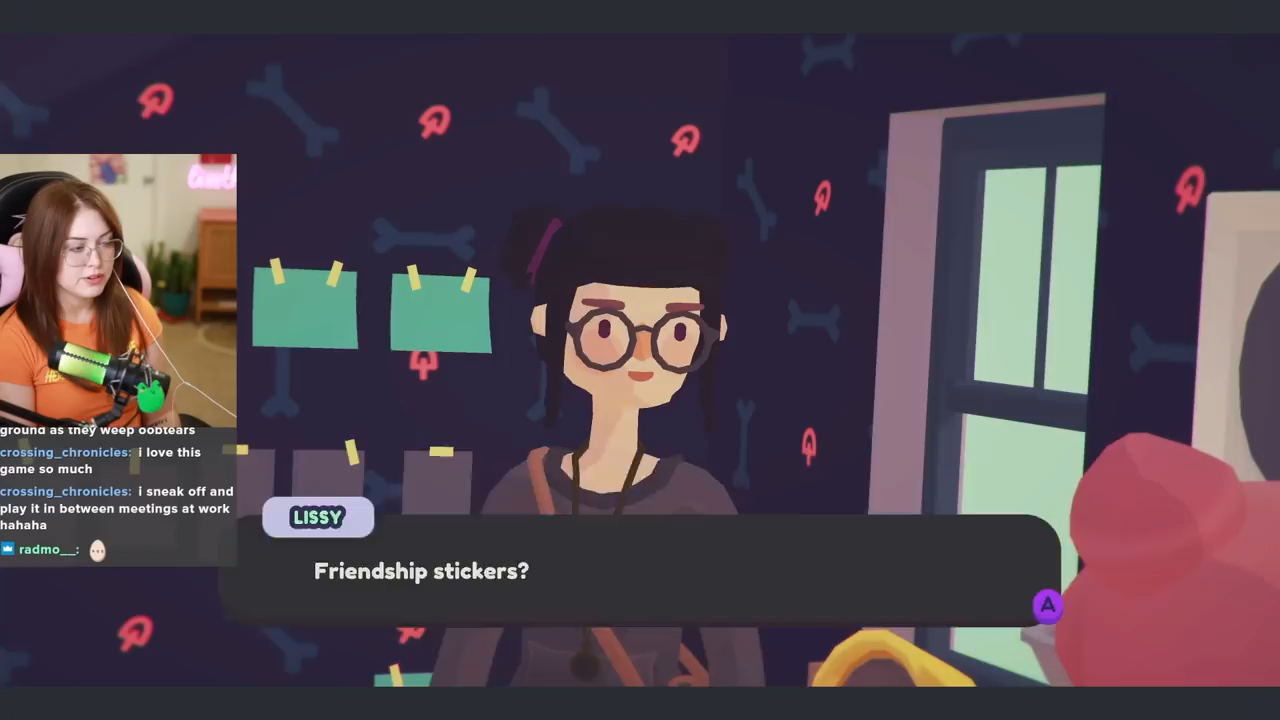 ground as they weep oobtears
crossing_chronicles: i love this
game so much
crossing_chronicles: i sneak off and
play it in between meetings at work
hahaha
radmo__:
LISSY
Friendship stickers?
A